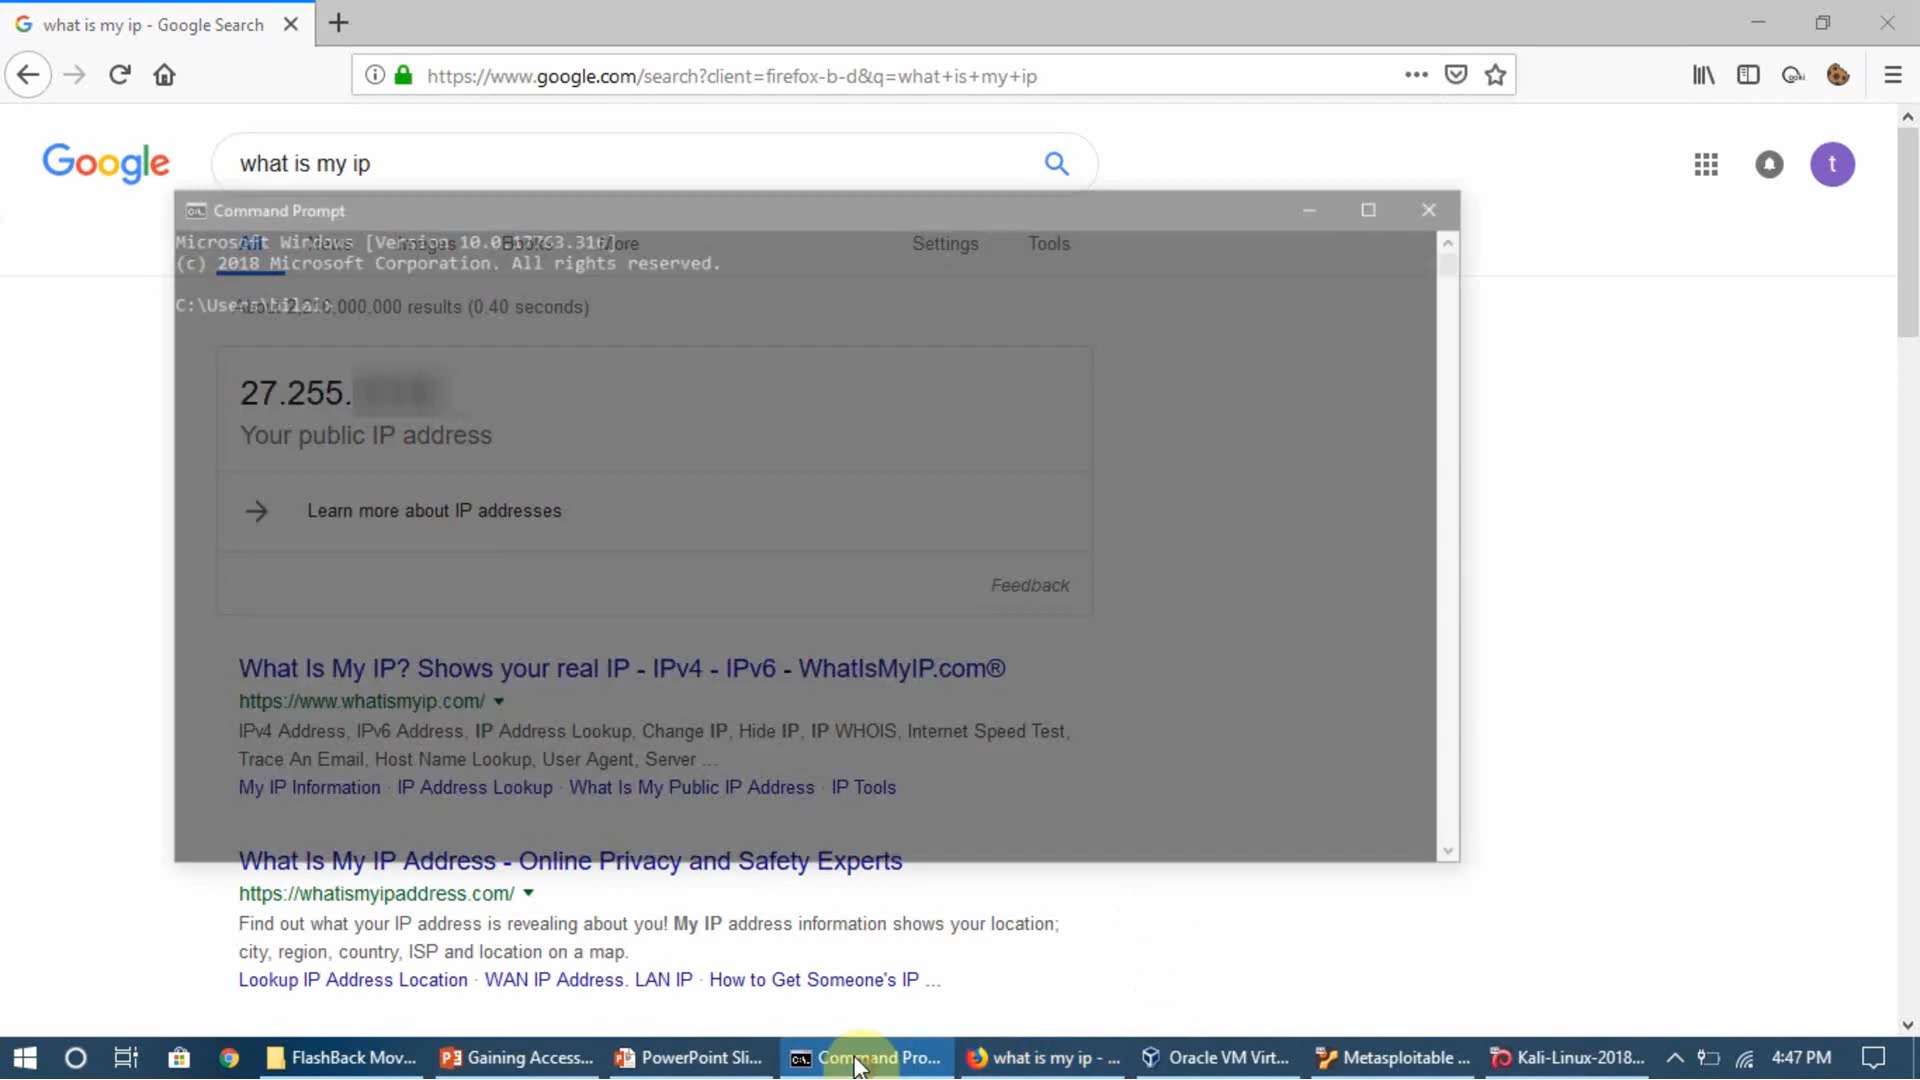 what is my ip - Google Search
https://www.google.com/search?client=firefox-b-d&q=what+is+my+ip
Google
what is my ip
t
Command Prompt
Microsoft Windows [Version 10.0.17763.316]
All News Images Books More Settings Tools
(c) 2018 Microsoft Corporation. All rights reserved.
C:\Users\
000,000 results (0.40 seconds)
27.255.
Your public IP address
Learn more about IP addresses
Feedback
What Is My IP? Shows your real IP - IPv4 - IPv6 - WhatIsMyIP.com®
https://www.whatismyip.com/
IPv4 Address, IPv6 Address, IP Address Lookup, Change IP, Hide IP, IP WHOIS, Internet Speed Test,
Trace An Email, Host Name Lookup, User Agent, Server ...
My IP Information · IP Address Lookup · What Is My Public IP Address · IP Tools
What Is My IP Address - Online Privacy and Safety Experts
https://whatismyipaddress.com/
Find out what your IP address is revealing about you! My IP address information shows your location;
city, region, country, ISP and location on a map.
Lookup IP Address Location · WAN IP Address. LAN IP · How to Get Someone's IP ...
FlashBack Mov...
Gaining Access...
PowerPoint Sli...
Command Pro...
what is my ip - ...
Oracle VM Virt...
Metasploitable ...
Kali-Linux-2018...
4:47 PM